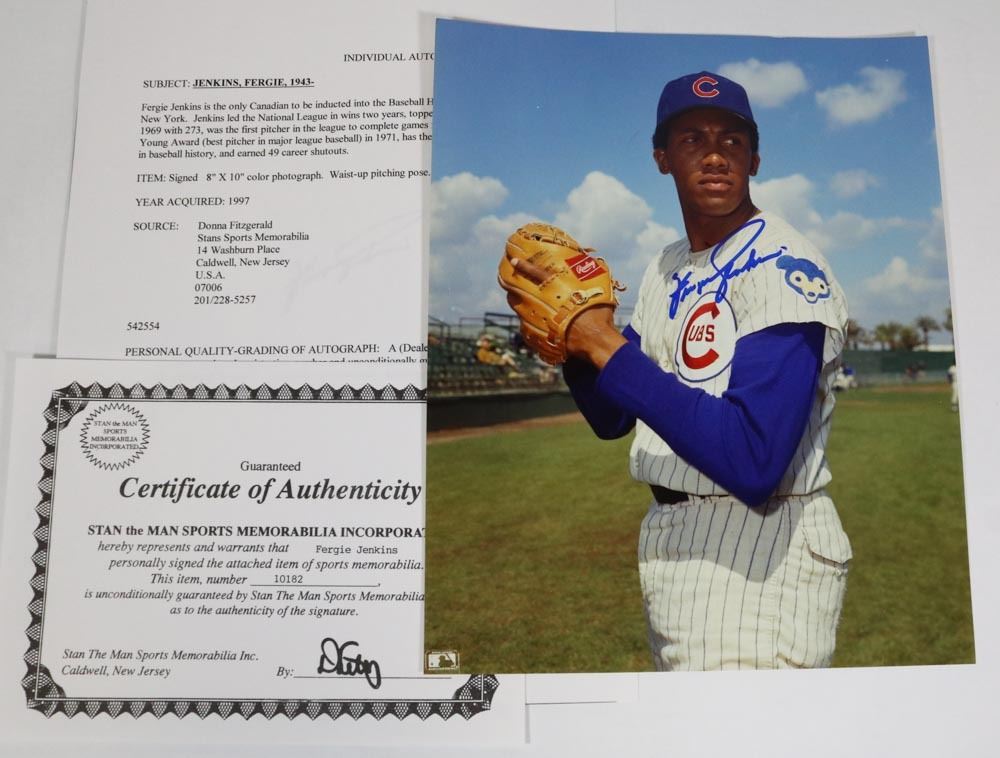 INDIVIDUAL AUTO
SUBJECT: JENKINS, FERGIE, 1943-
Fergie Jenkins is the only Canadian to be inducted into the Baseball H
New York. Jenkins led the National League in wins two years, toppe
1969 with 273, was the first pitcher in the league to complete games
Young Award (best pitcher in major league baseball) in 1971, has the
in baseball history, and earned 49 career shutouts.
ITEM: Signed 8" X 10" color photograph. Waist-up pitching pose.
YEAR ACQUIRED: 1997
SOURCE: Donna Fitzgerald
Stans Sports Memorabilia
14 Washburn Place
Caldwell, New Jersey
U.S.A.
07006
201/228-5257
542554
PERSONAL QUALITY-GRADING OF AUTOGRAPH: A (Deale
STAN the MAN
SPORTS
MEMORABILIA
INCORPORATED
Guaranteed
Certificate of Authenticity
STAN the MAN SPORTS MEMORABILIA INCORPORAT
hereby represents and warrants that Fergie Jenkins
personally signed the attached item of sports memorabilia.
This item, number 10182,
is unconditionally guaranteed by Stan The Man Sports Memorabilia
as to the authenticity of the signature.
Stan The Man Sports Memorabilia Inc.
Caldwell, New Jersey By:
C
Rawlings
Fergie Jenkins
CUBS